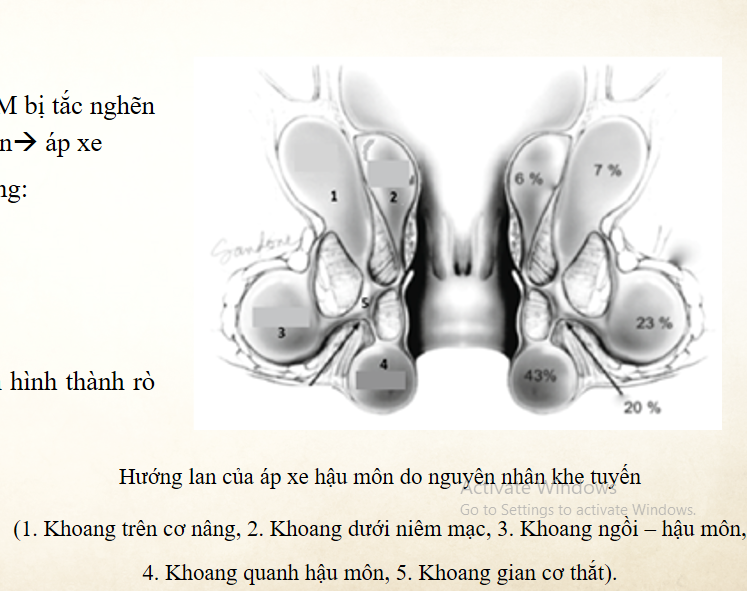 M bị tắc nghẽn
n→ áp xe
ng:
hình thành rò
1
2
3
4
5
6 %
7 %
23 %
43%
20 %
Sandone
Hướng lan của áp xe hậu môn do nguyên nhân khe tuyến
Activate Windows
Go to Settings to activate Windows.
(1. Khoang trên cơ nâng, 2. Khoang dưới niêm mạc, 3. Khoang ngồi – hậu môn,
4. Khoang quanh hậu môn, 5. Khoang gian cơ thắt).